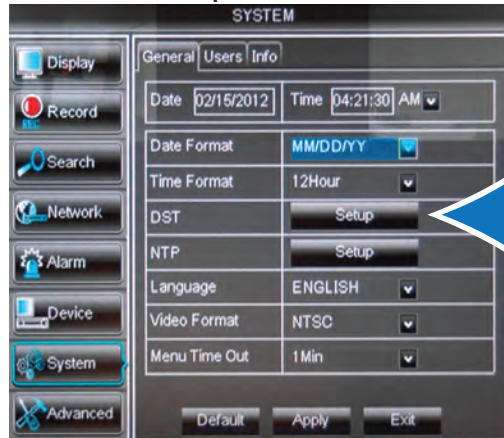 SYSTEM
Display
Record
REC
Search
Network
Alarm
Device
System
Advanced
General Users Info
Date 02/15/2012 Time 04:21:30 AM
Date Format MM/DD/YY
Time Format 12Hour
DST Setup
NTP Setup
Language ENGLISH
Video Format NTSC
Menu Time Out 1Min
Default Apply Exit